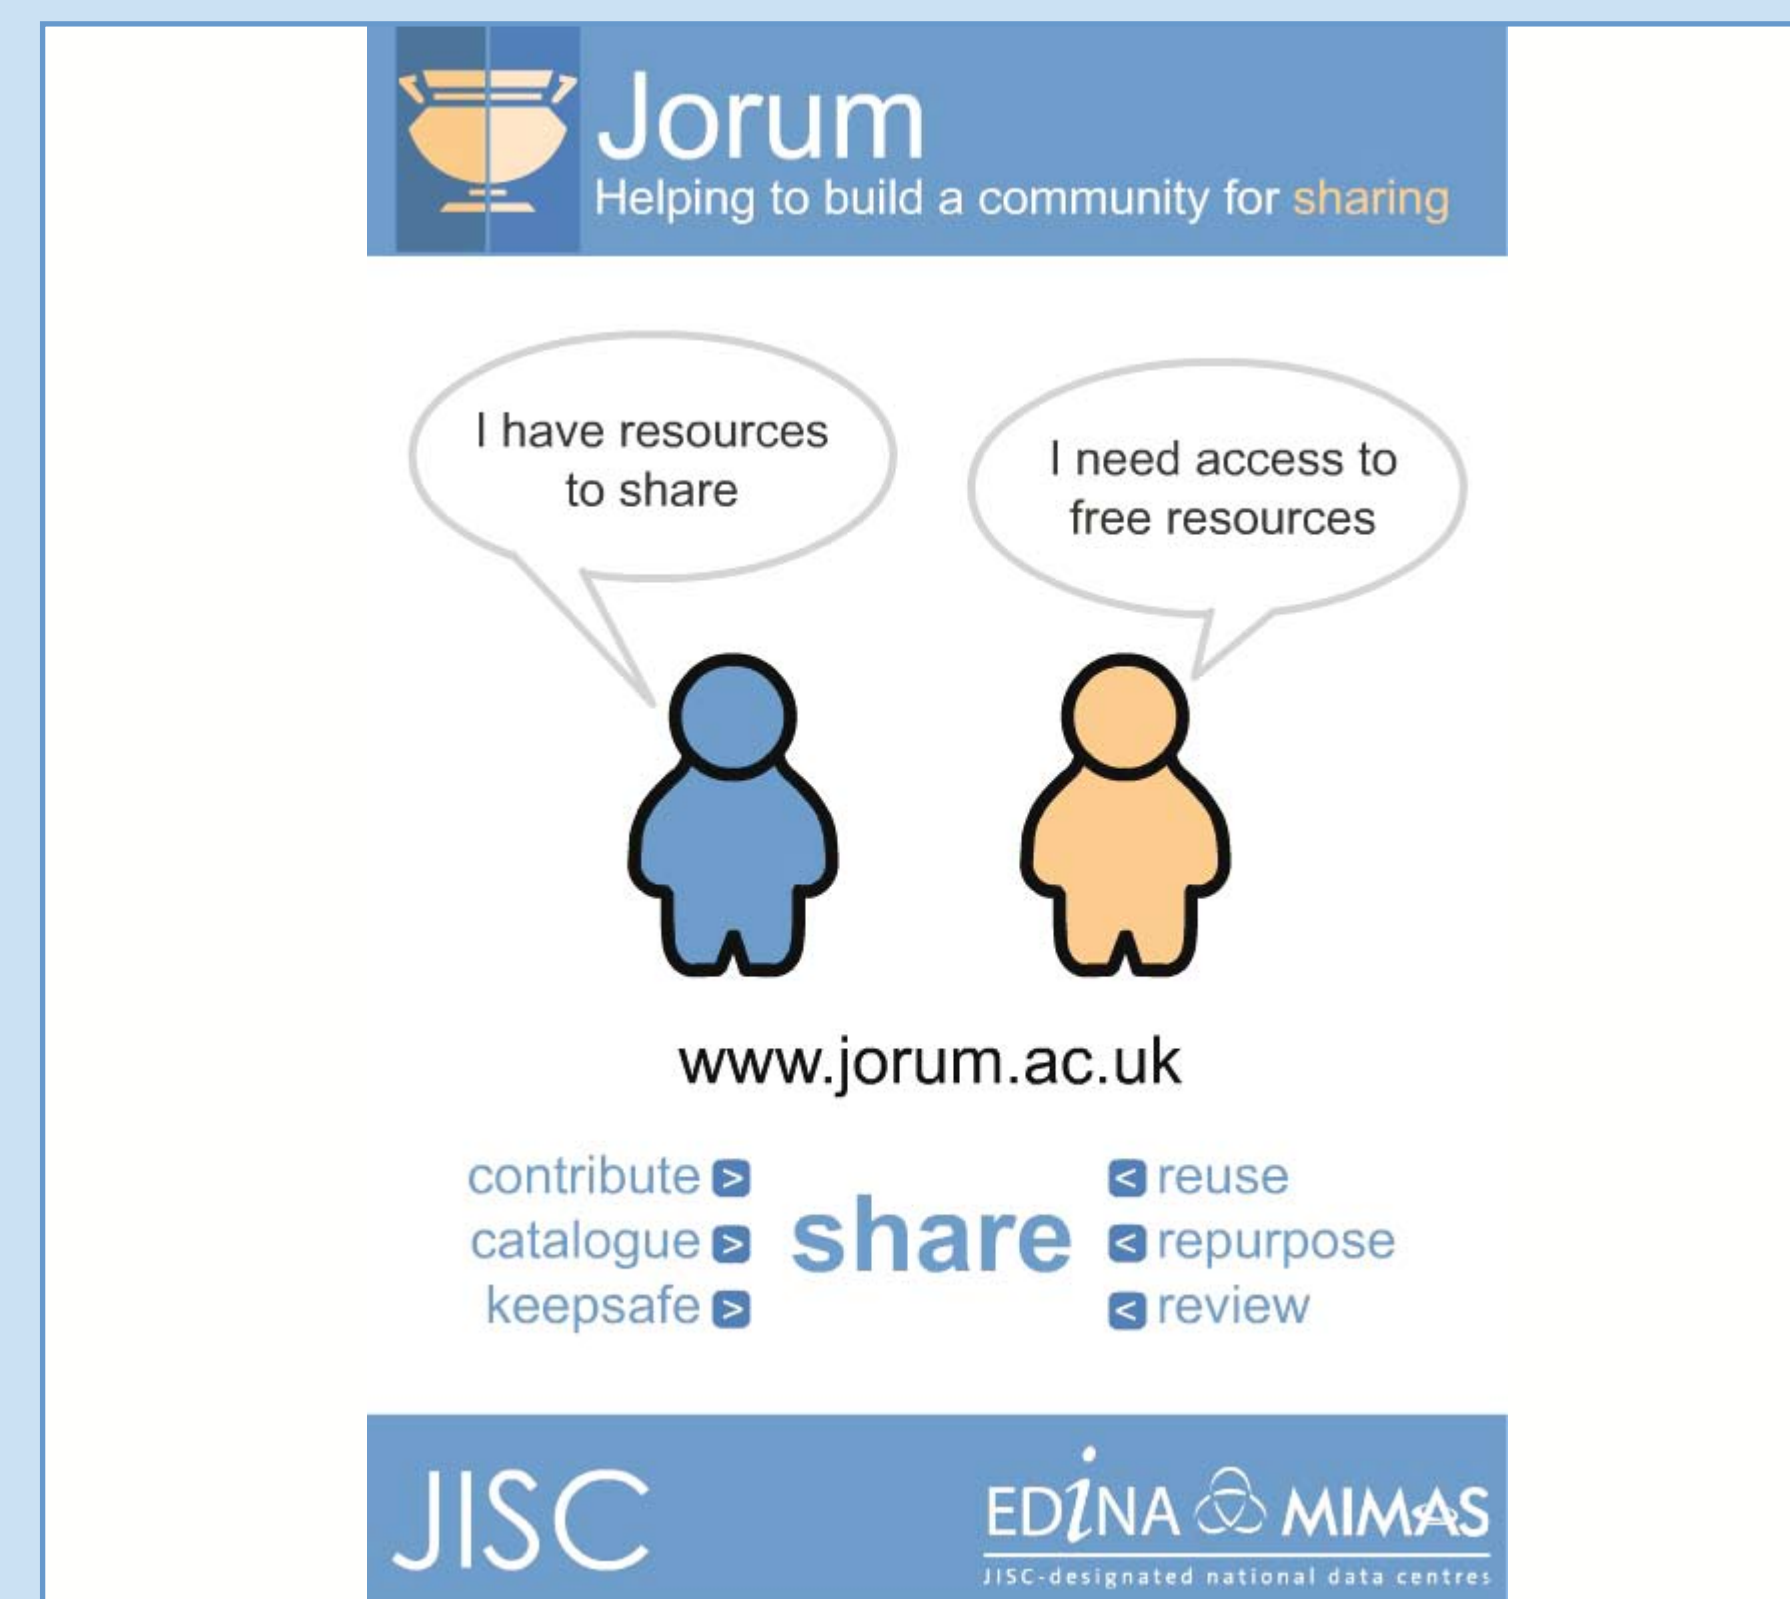 Jorum
Helping to build a community for sharing
I have resources
to share
I need access to
free resources
www.jorum.ac.uk
contribute >
catalogue >
keepsafe >
share
< reuse
< repurpose
< review
JISC
EDiNA MIMAS
JISC-designated national data centres